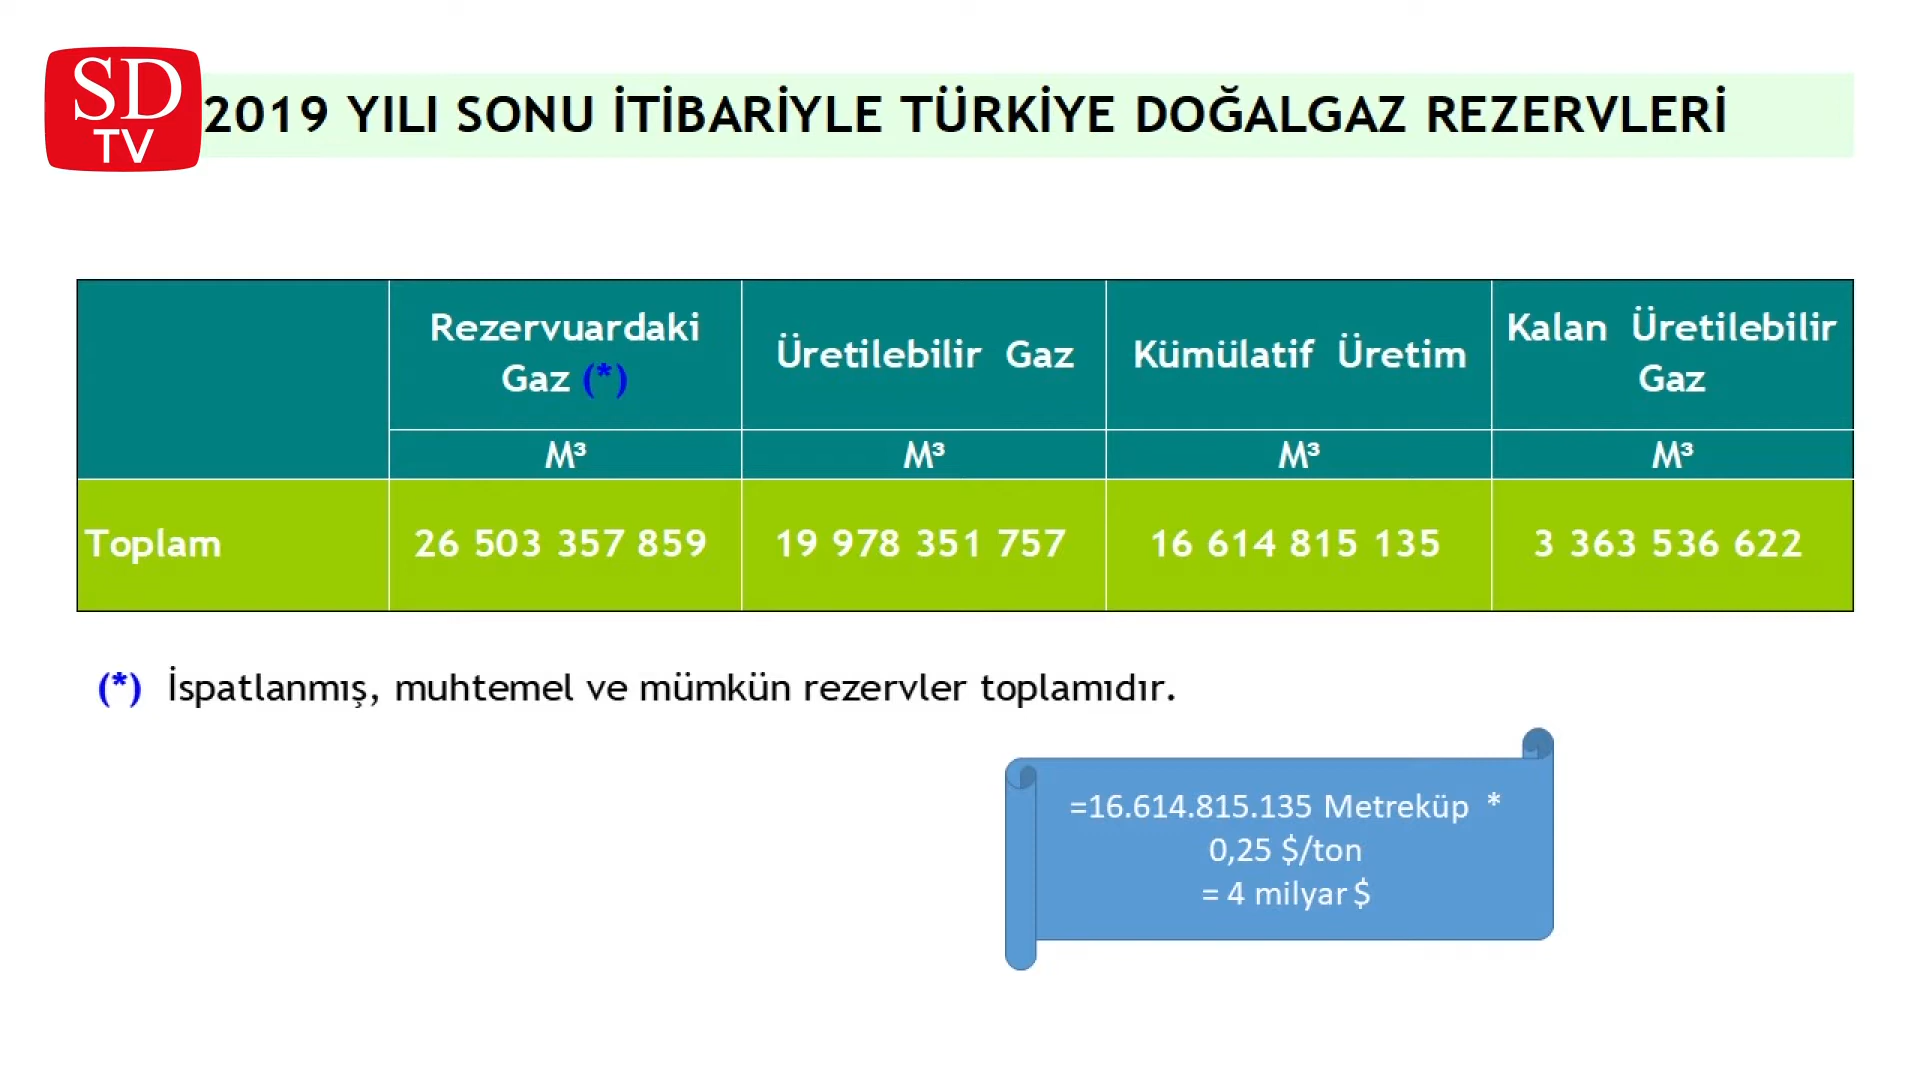 SD
TV
2019 YILI SONU İTİBARİYLE TÜRKİYE DOĞALGAZ REZERVLERİ
Rezervuardaki
Gaz (*)
Üretilebilir Gaz
Kümülatif Üretim
Kalan Üretilebilir
Gaz
M³
M³
M³
M³
Toplam
26 503 357 859
19 978 351 757
16 614 815 135
3 363 536 622
(*) İspatlanmış, muhtemel ve mümkün rezervler toplamıdır.
=16.614.815.135 Metreküp *
0,25 $/ton
= 4 milyar $